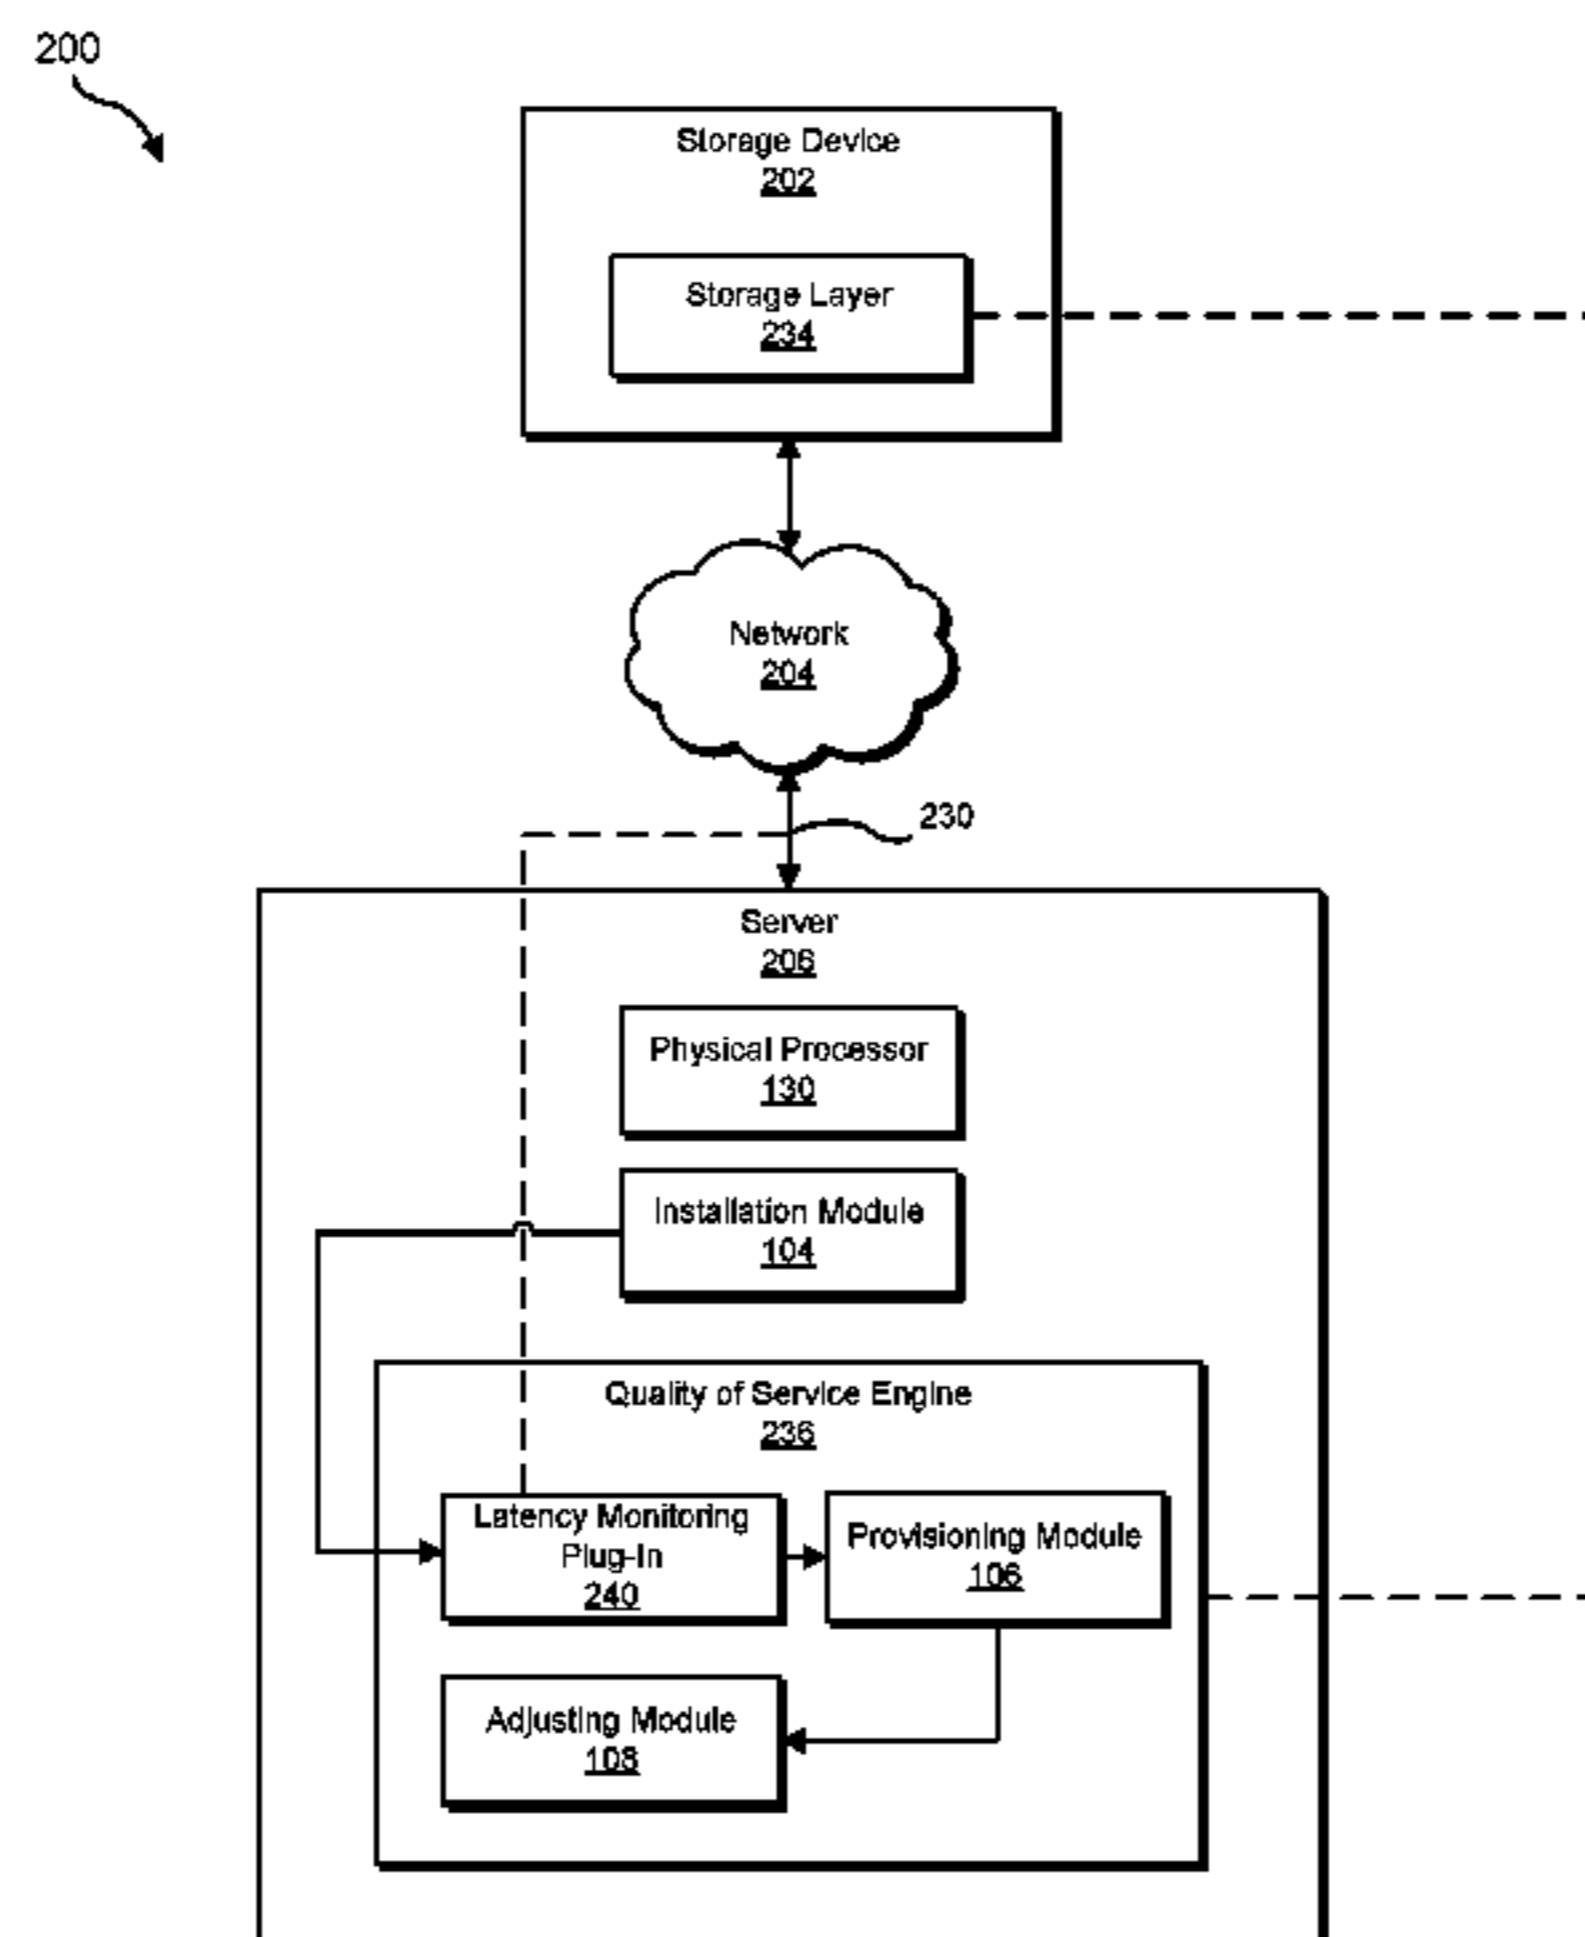 200
Storage Device
202
Storage Layer
234
Network
204
230
Server
206
Physical Processor
130
Installation Module
104
Quality of Service Engine
236
Latency Monitoring
Plug-In
240
Provisioning Module
106
Adjusting Module
108